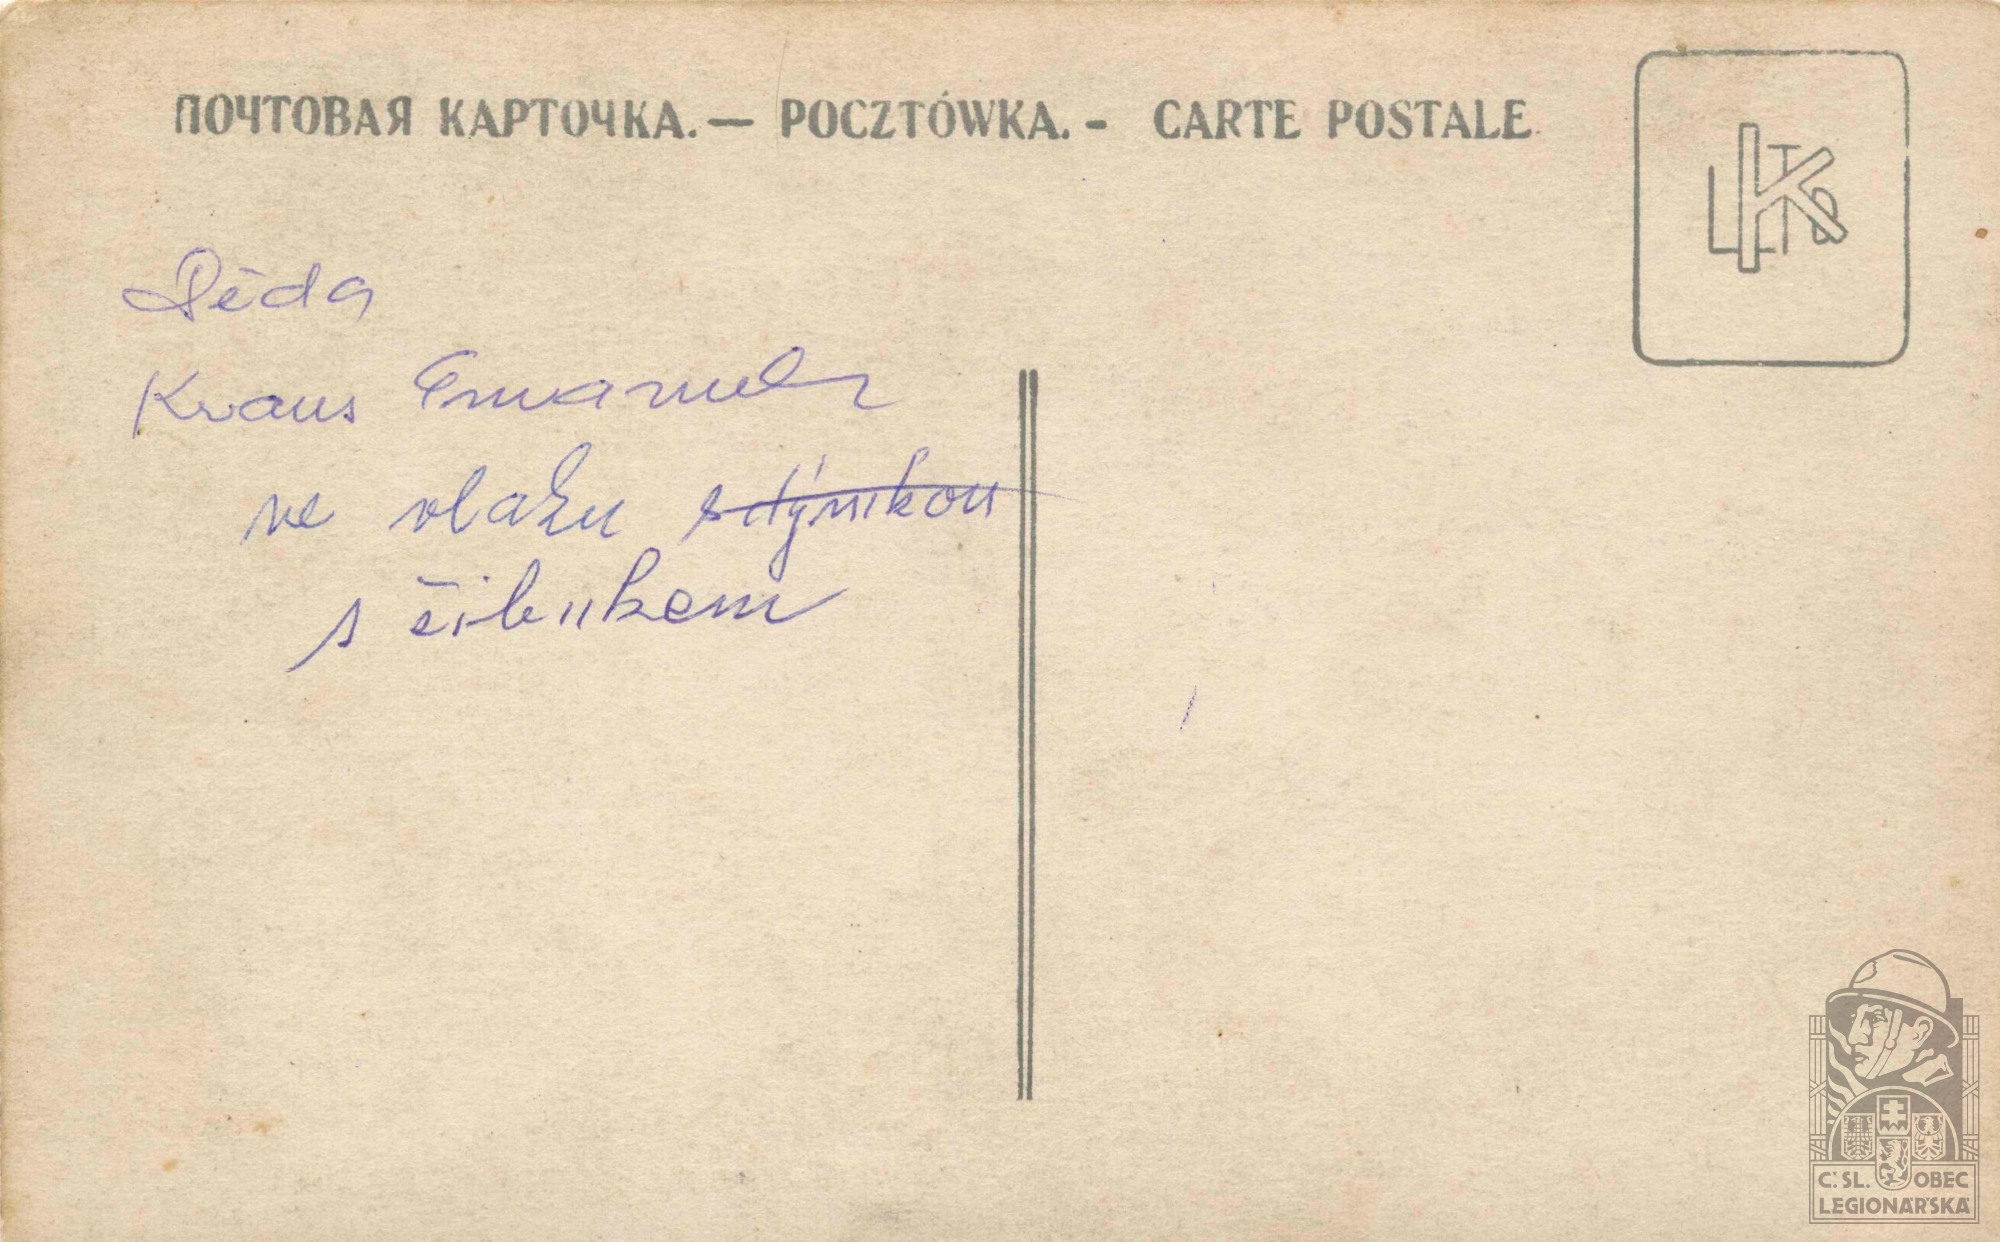 ПОЧТОВАЯ КАРТОЧКА. — POCZTÓWKA. - CARTE POSTALE
Děda
Kraus Emanuel
ve vlaku s dýmkou
s čibukem
Č.SL. OBEC
LEGIONÁŘSKÁ